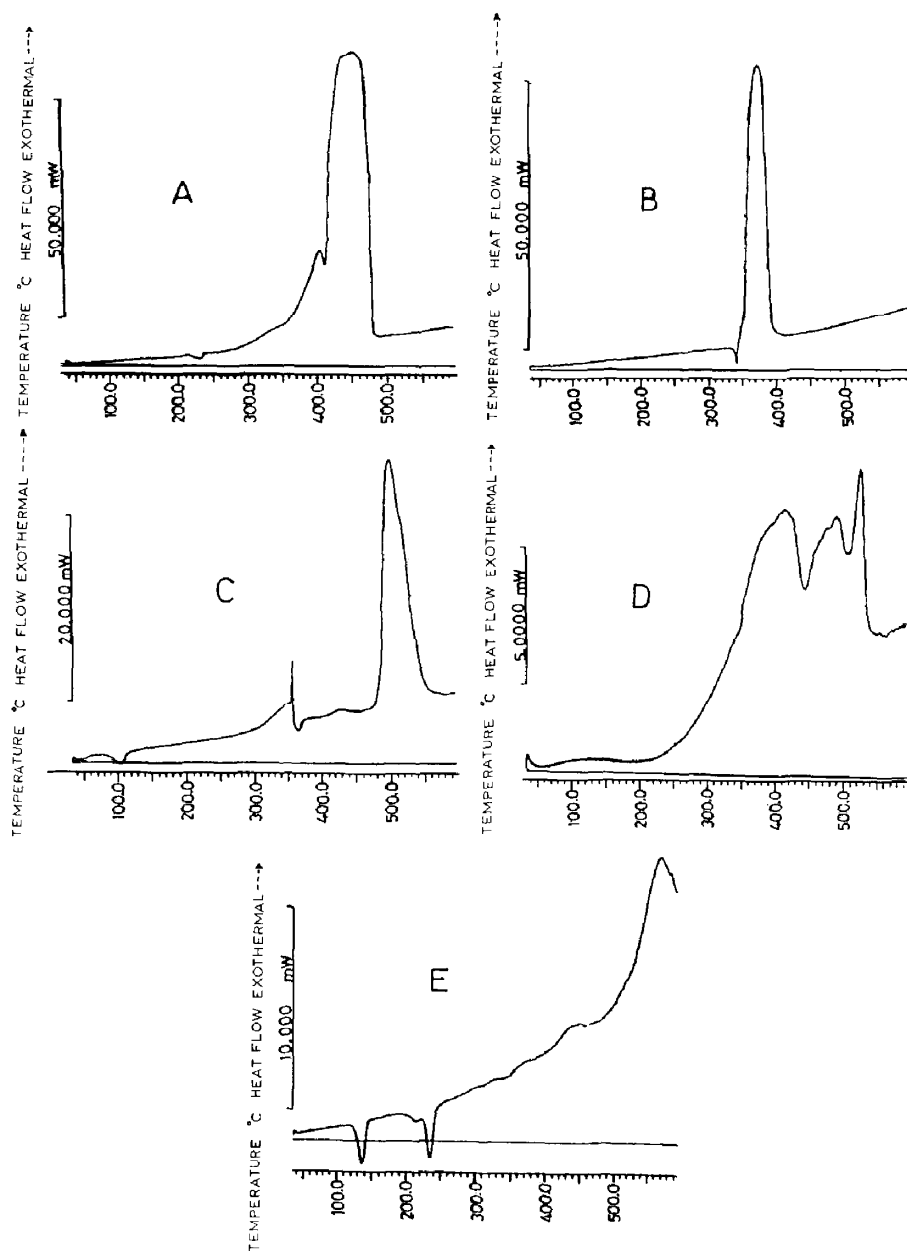 TEMPERATURE °C HEAT FLOW EXOTHERMAL --->
50.000 mW
A
100.0 200.0 300.0 400.0 500.0
TEMPERATURE °C HEAT FLOW EXOTHERMAL --->
50.000 mW
B
100.0 200.0 300.0 400.0 500.0
TEMPERATURE °C HEAT FLOW EXOTHERMAL ---->
20.000 mW
C
100.0 200.0 300.0 400.0 500.0
TEMPERATURE °C HEAT FLOW EXOTHERMAL --->
5.0000 mW
D
100.0 200.0 300.0 400.0 500.0
TEMPERATURE °C HEAT FLOW EXOTHERMAL --->
10.000 mW
E
100.0 200.0 300.0 400.0 500.0